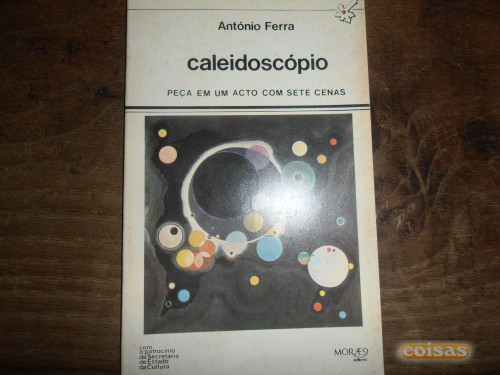 António Ferra
caleidoscópio
PEÇA EM UM ACTO COM SETE CENAS
com
o patrocínio
da Secretaria
de Estado
da Cultura
MORÆS
editores
coisas